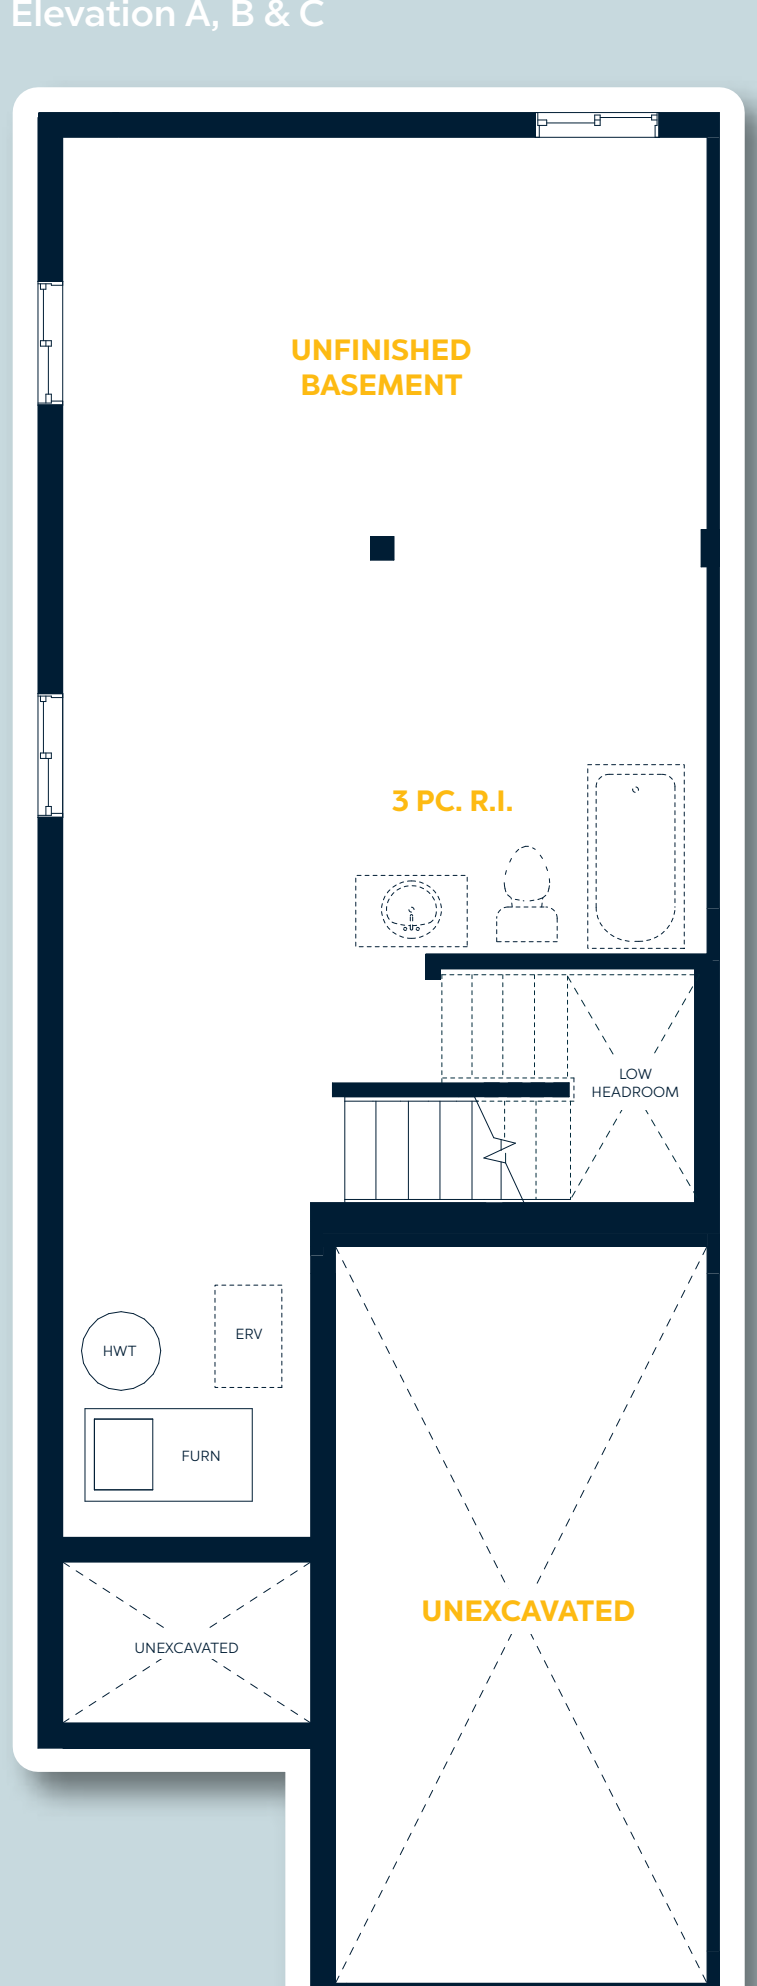 Elevation A, B & C
UNFINISHED
BASEMENT
3 PC. R.I.
LOW
HEADROOM
ERV
HWT
FURN
UNEXCAVATED
UNEXCAVATED